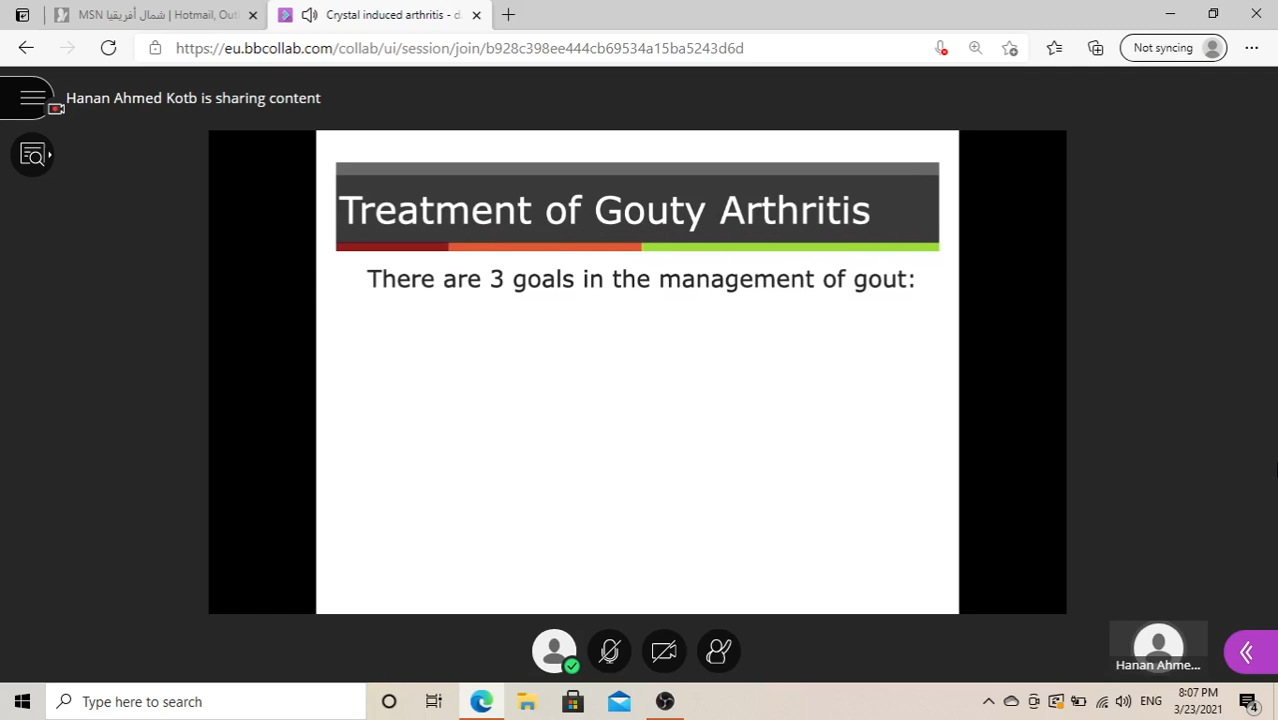 MSN شمال أفريقيا | Hotmail, Outl
Crystal induced arthritis - d
https://eu.bbcollab.com/collab/ui/session/join/b928c398ee444cb69534a15ba5243d6d
Not syncing
Hanan Ahmed Kotb is sharing content
Treatment of Gouty Arthritis
There are 3 goals in the management of gout:
Hanan Ahme...
Type here to search
ENG
8:07 PM
3/23/2021
4